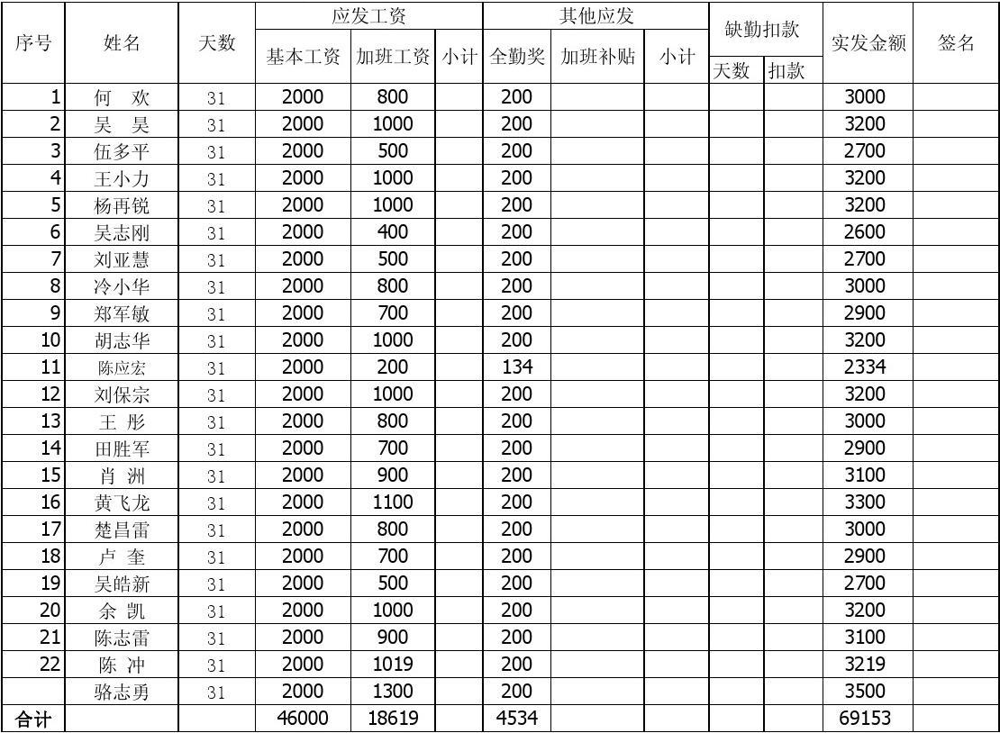 序号 姓名 天数 应发工资 其他应发 缺勤扣款 实发金额 签名
基本工资 加班工资 小计 全勤奖 加班补贴 小计 天数 扣款
1 何 欢 31 2000 800 200 3000
2 吴 昊 31 2000 1000 200 3200
3 伍多平 31 2000 500 200 2700
4 王小力 31 2000 1000 200 3200
5 杨再锐 31 2000 1000 200 3200
6 吴志刚 31 2000 400 200 2600
7 刘亚慧 31 2000 500 200 2700
8 冷小华 31 2000 800 200 3000
9 郑军敏 31 2000 700 200 2900
10 胡志华 31 2000 1000 200 3200
11 陈应宏 31 2000 200 134 2334
12 刘保宗 31 2000 1000 200 3200
13 王 彤 31 2000 800 200 3000
14 田胜军 31 2000 700 200 2900
15 肖 洲 31 2000 900 200 3100
16 黄飞龙 31 2000 1100 200 3300
17 楚昌雷 31 2000 800 200 3000
18 卢 奎 31 2000 700 200 2900
19 吴皓新 31 2000 500 200 2700
20 余 凯 31 2000 1000 200 3200
21 陈志雷 31 2000 900 200 3100
22 陈 冲 31 2000 1019 200 3219
骆志勇 31 2000 1300 200 3500
合计 46000 18619 4534 69153